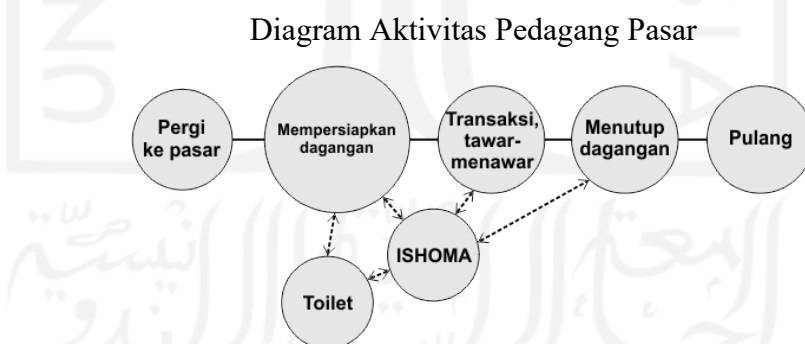 Diagram Aktivitas Pedagang Pasar
Pergi
ke pasar
Mempersiapkan
dagangan
Transaksi,
tawar-
menawar
Menutup
dagangan
Pulang
ISHOMA
Toilet